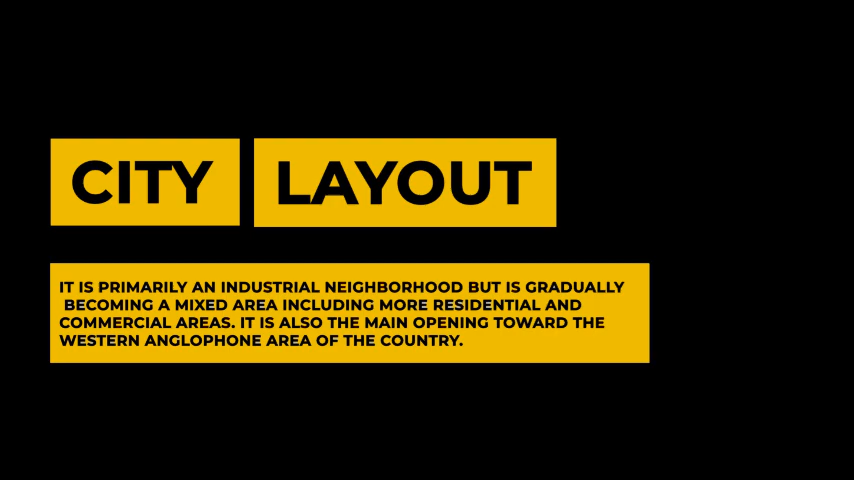 CITY LAYOUT
IT IS PRIMARILY AN INDUSTRIAL NEIGHBORHOOD BUT IS GRADUALLY
BECOMING A MIXED AREA INCLUDING MORE RESIDENTIAL AND
COMMERCIAL AREAS. IT IS ALSO THE MAIN OPENING TOWARD THE
WESTERN ANGLOPHONE AREA OF THE COUNTRY.